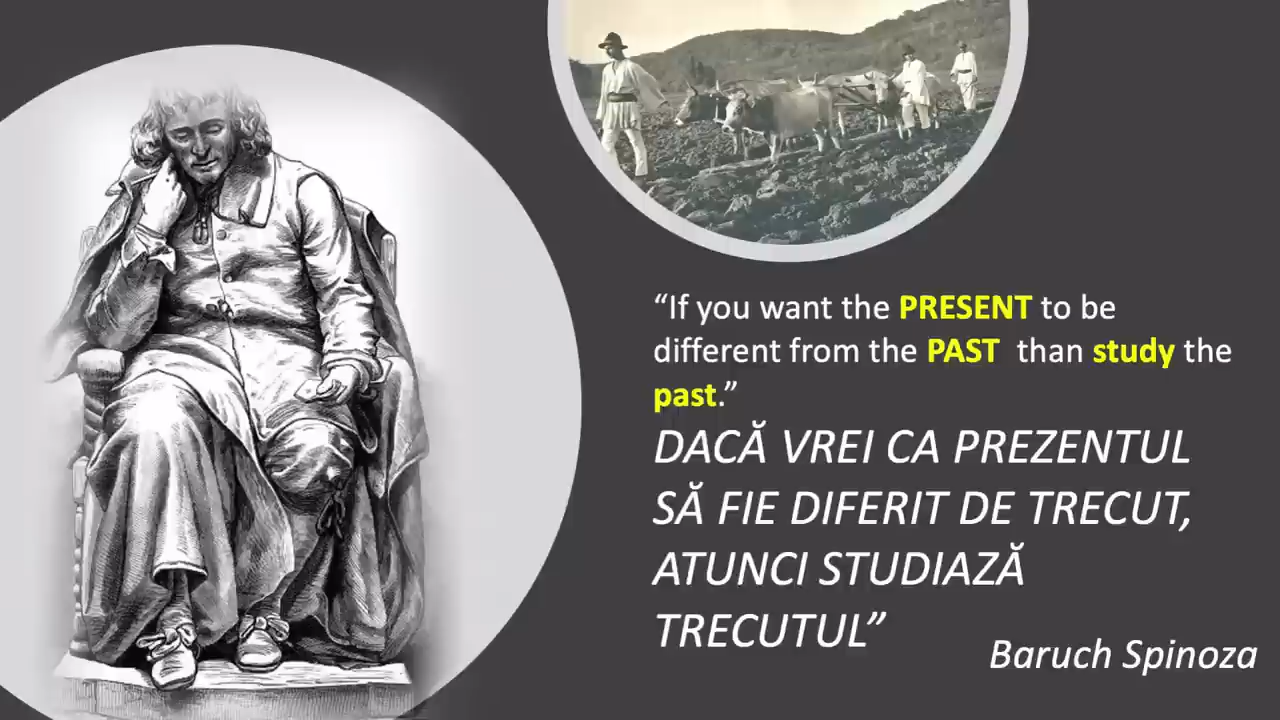 “If you want the PRESENT to be
different from the PAST than study the
past.”
DACĂ VREI CA PREZENTUL
SĂ FIE DIFERIT DE TRECUT,
ATUNCI STUDIAZĂ
TRECUTUL”
Baruch Spinoza